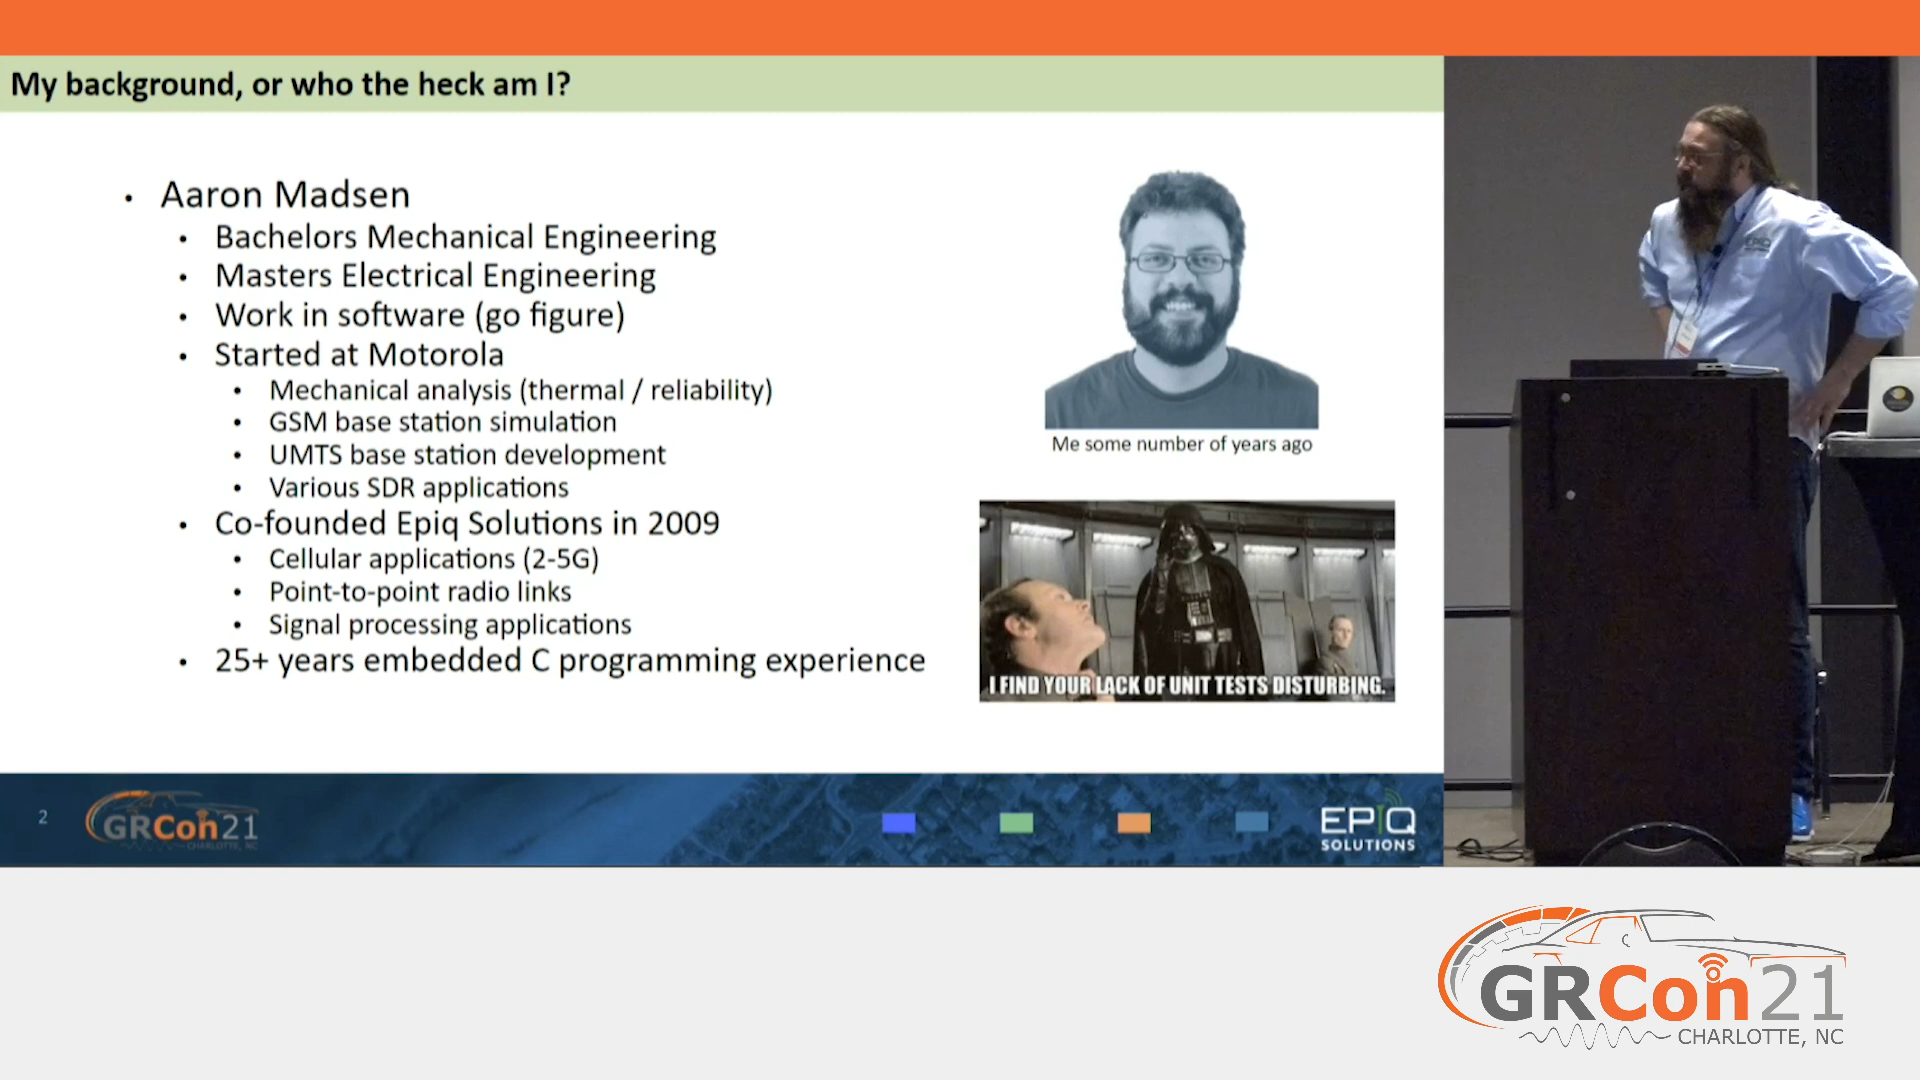 My background, or who the heck am I?
Aaron Madsen
Bachelors Mechanical Engineering
Masters Electrical Engineering
Work in software (go figure)
Started at Motorola
Mechanical analysis (thermal / reliability)
GSM base station simulation
UMTS base station development
Various SDR applications
Co-founded Epiq Solutions in 2009
Cellular applications (2-5G)
Point-to-point radio links
Signal processing applications
25+ years embedded C programming experience
Me some number of years ago
I FIND YOUR LACK OF UNIT TESTS DISTURBING.
2
GRCon21
CHARLOTTE, NC
EPIQ
SOLUTIONS
EPIQ
GRCon21
CHARLOTTE, NC